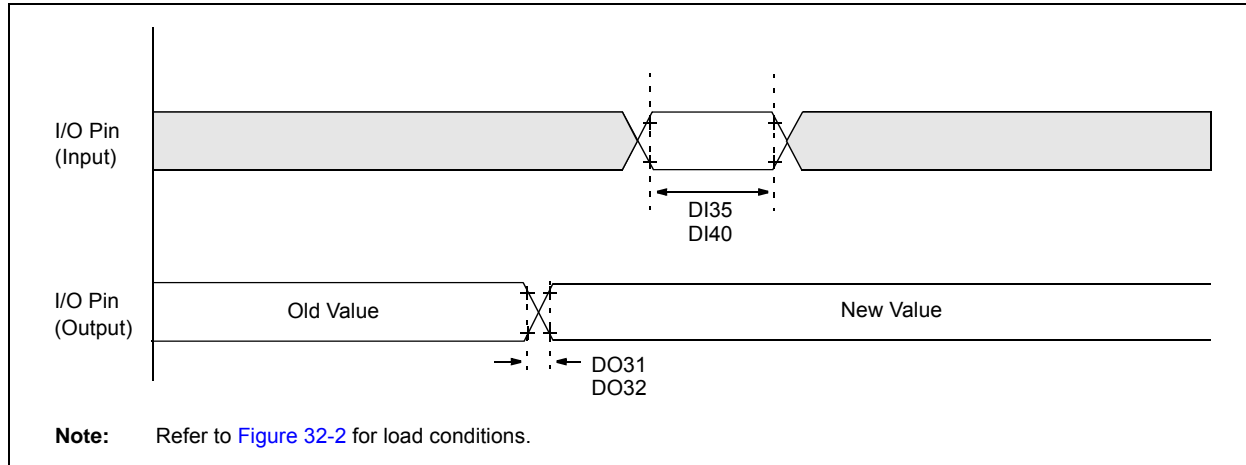 I/O Pin
(Input)
DI35
DI40
I/O Pin
(Output)
Old Value
New Value
DO31
DO32
Note: Refer to Figure 32-2 for load conditions.